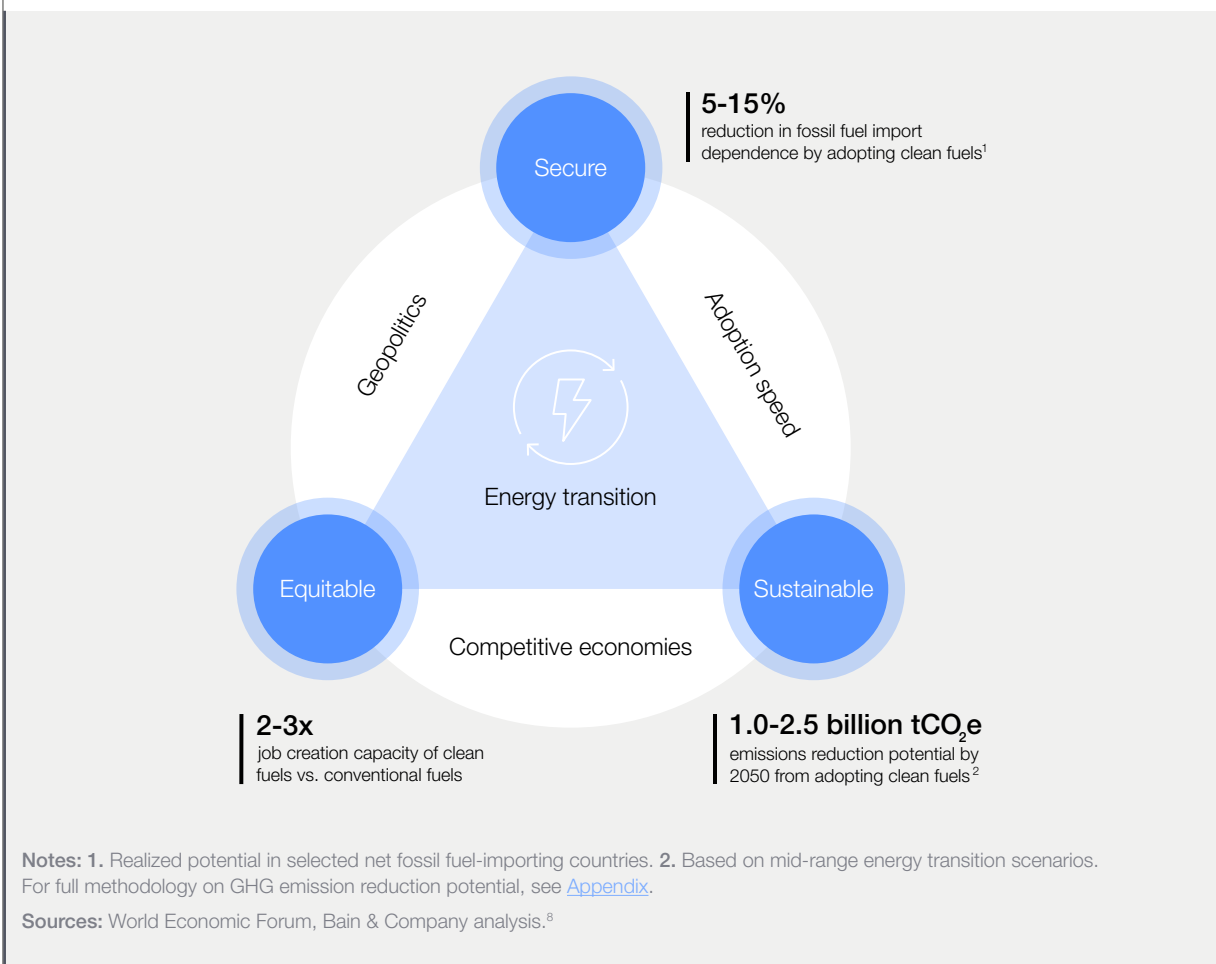 5-15%
reduction in fossil fuel import
dependence by adopting clean fuels¹
Secure
Geopolitics
Adoption speed
Energy transition
Equitable
Sustainable
Competitive economies
2-3x
job creation capacity of clean
fuels vs. conventional fuels
1.0-2.5 billion tCO₂e
emissions reduction potential by
2050 from adopting clean fuels²
Notes: 1. Realized potential in selected net fossil fuel-importing countries. 2. Based on mid-range energy transition scenarios.
For full methodology on GHG emission reduction potential, see Appendix.
Sources: World Economic Forum, Bain & Company analysis.⁸